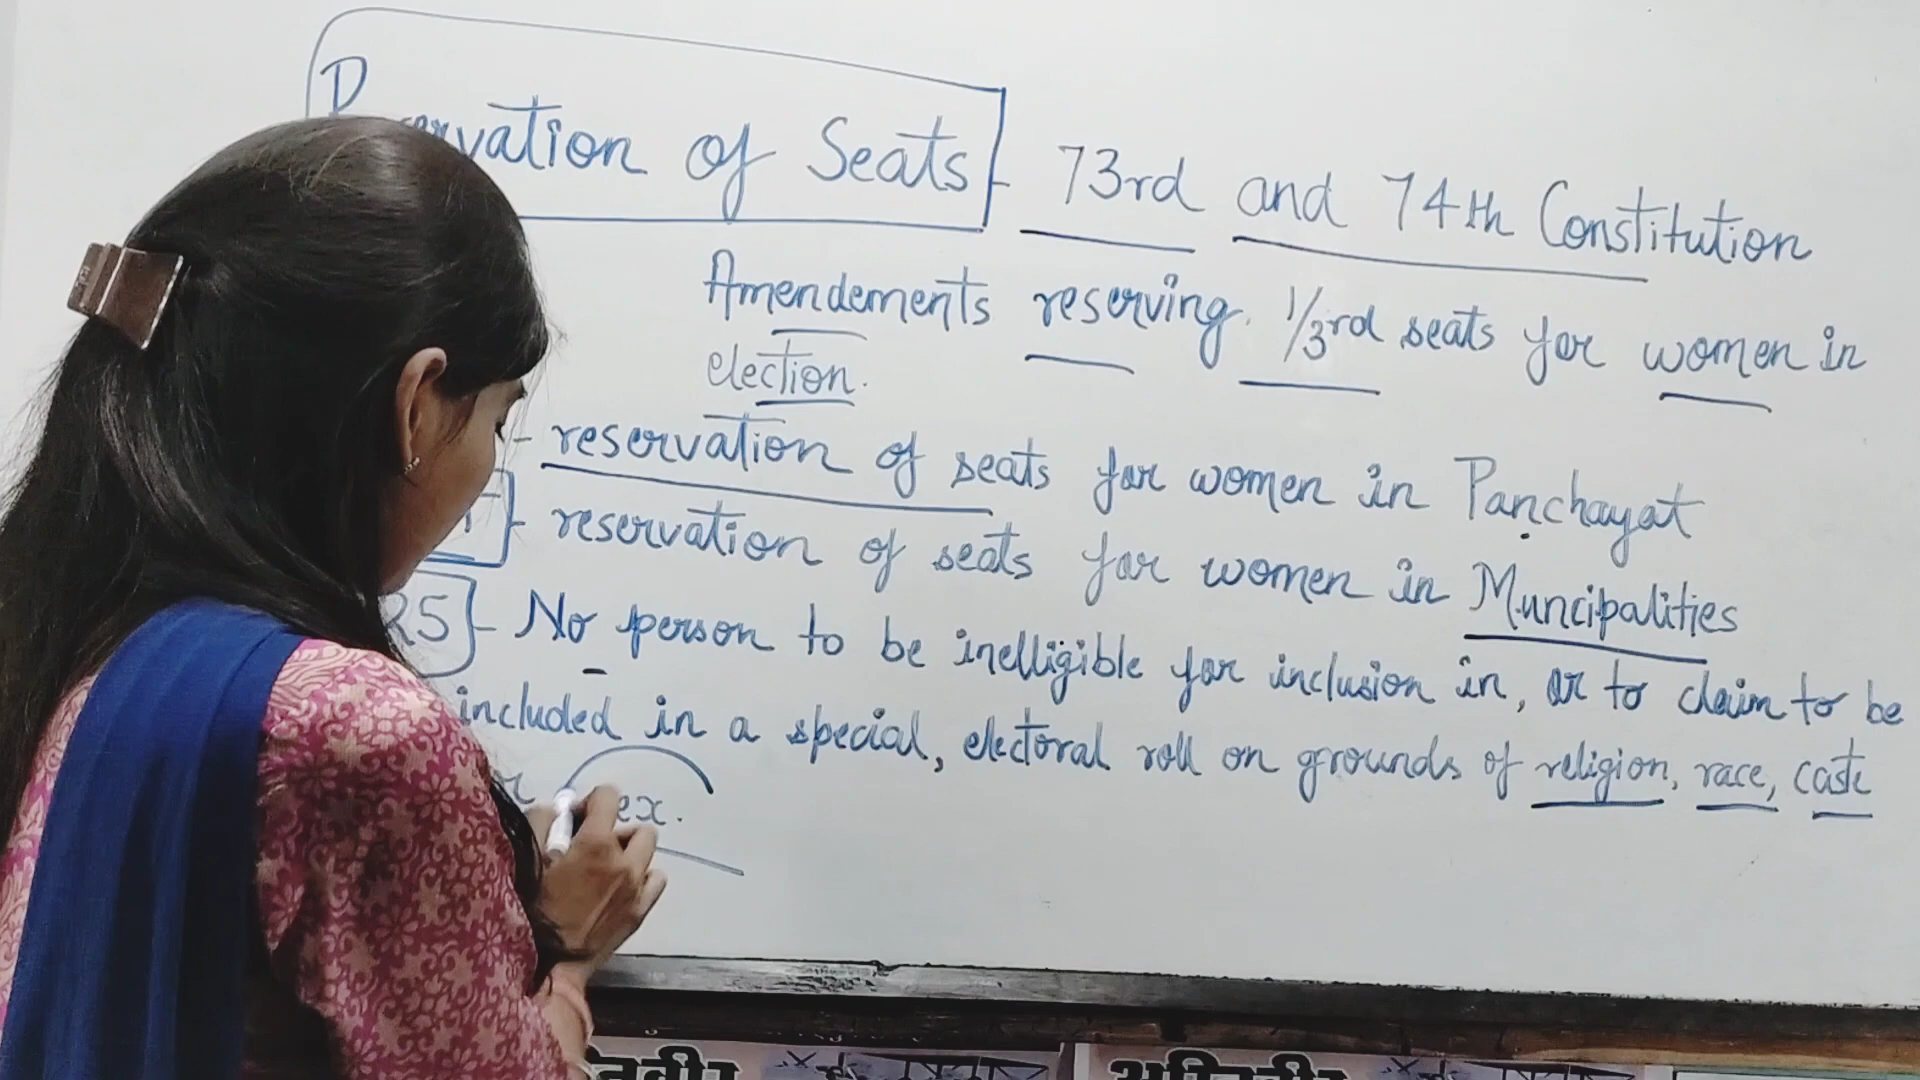 Reservation of Seats - 73rd and 74th Constitution
Amendements reserving 1/3rd seats for women in
election.
- reservation of seats for women in Panchayat
- reservation of seats for women in Muncipalities
25 - No person to be inelligible for inclusion in, or to claim to be
included in a special, electoral roll on grounds of religion, race, caste
ex.